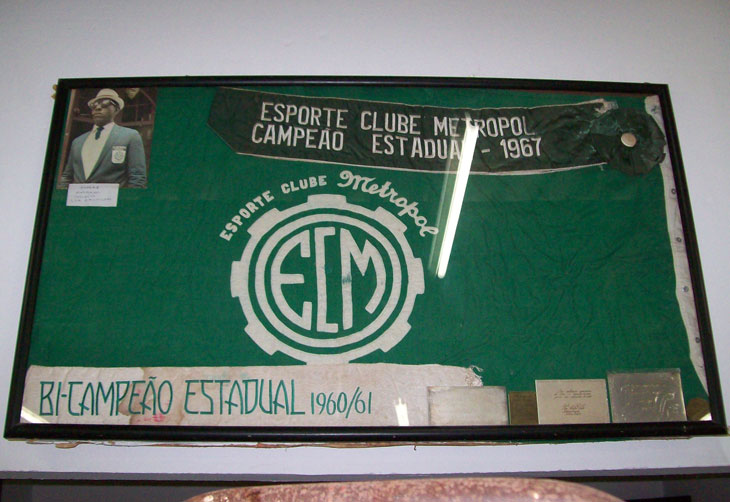 ESPORTE CLUBE METROPOL
CAMPEÃO ESTADUAL - 1967
ESPORTE CLUBE Metropol
ECM
BI-CAMPEÃO ESTADUAL 1960/61